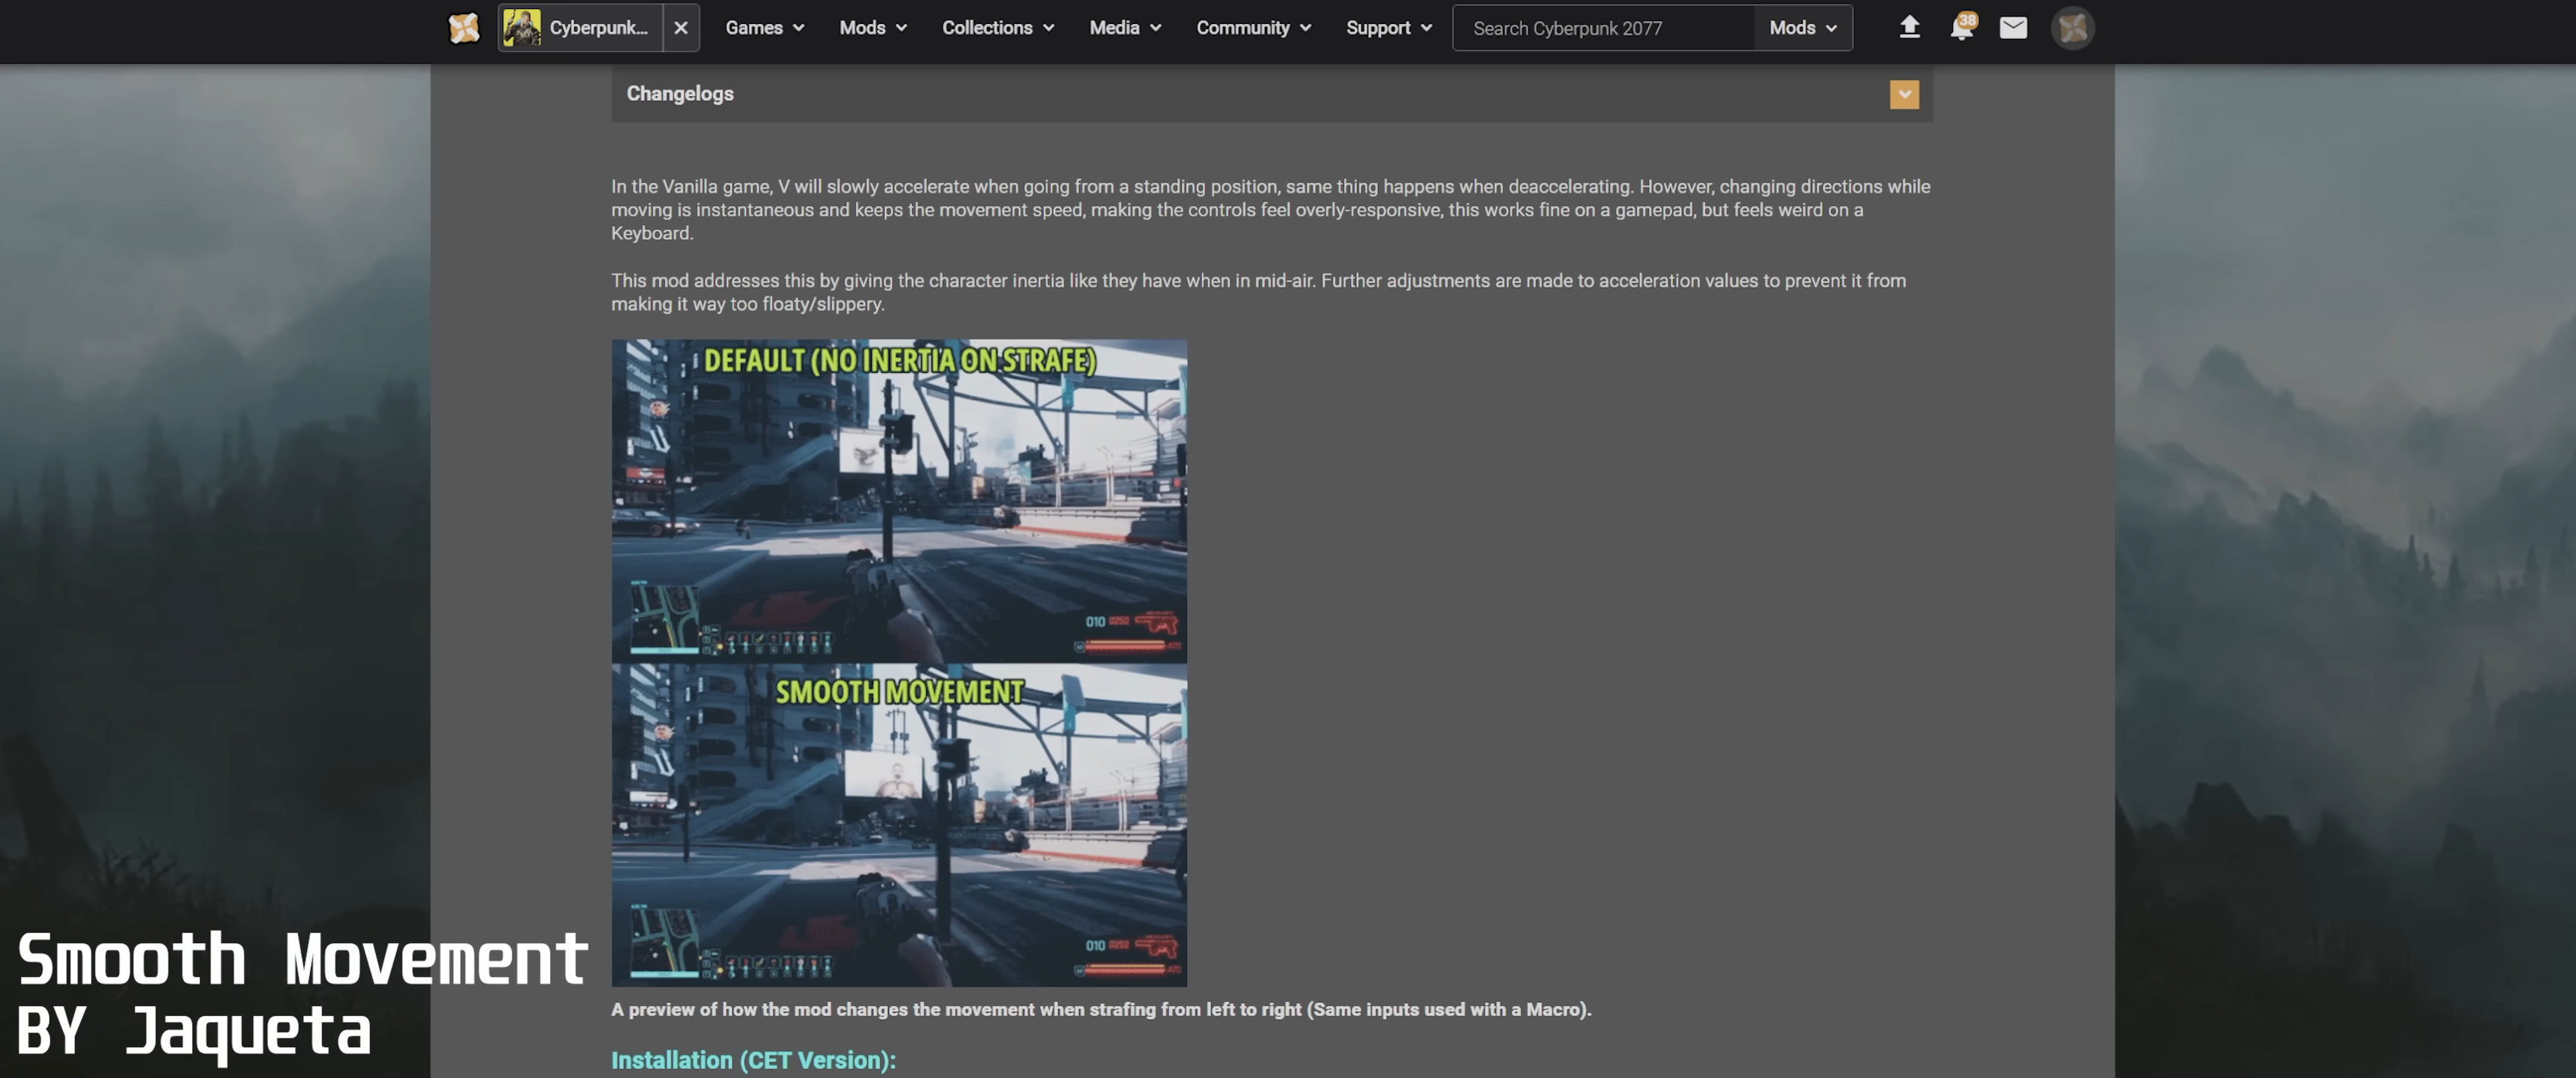 Cyberpunk...
Games
Mods
Collections
Media
Community
Support
Search Cyberpunk 2077
Mods
38
Changelogs
In the Vanilla game, V will slowly accelerate when going from a standing position, same thing happens when deaccelerating. However, changing directions while
moving is instantaneous and keeps the movement speed, making the controls feel overly-responsive, this works fine on a gamepad, but feels weird on a
Keyboard.
This mod addresses this by giving the character inertia like they have when in mid-air. Further adjustments are made to acceleration values to prevent it from
making it way too floaty/slippery.
DEFAULT (NO INERTIA ON STRAFE)
010 0252
SMOOTH MOVEMENT
010 0252
Smooth Movement
BY Jaqueta
A preview of how the mod changes the movement when strafing from left to right (Same inputs used with a Macro).
Installation (CET Version):